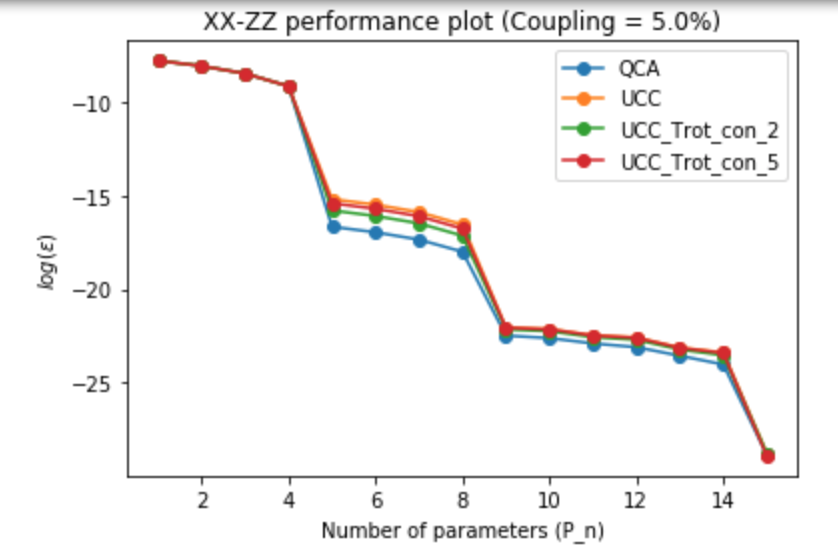 XX-ZZ performance plot (Coupling = 5.0%)
QCA
UCC
UCC_Trot_con_2
UCC_Trot_con_5
−10
−15
−20
−25
log(ε)
2 4 6 8 10 12 14
Number of parameters (P_n)